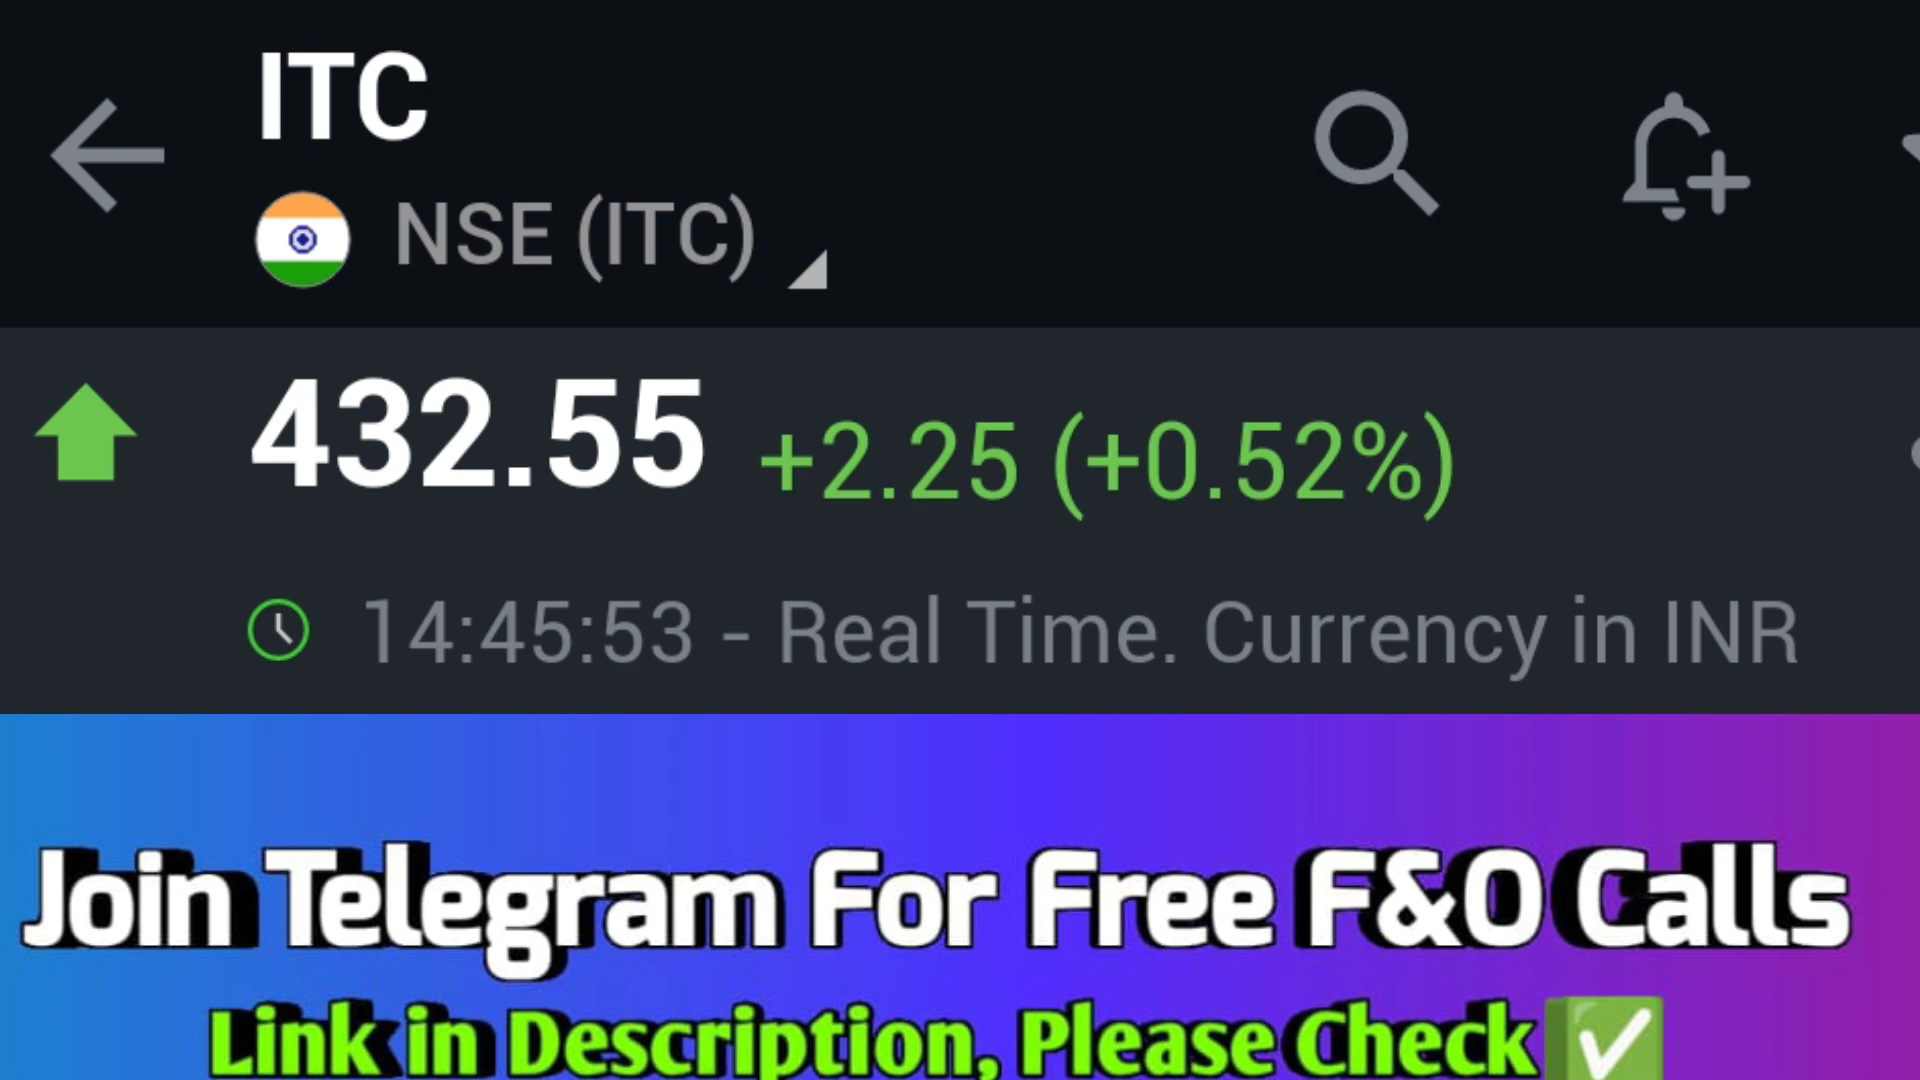 ITC
NSE (ITC)
432.55 +2.25 (+0.52%)
14:45:53 - Real Time. Currency in INR
Join Telegram For Free F&O Calls
Link in Description, Please Check ✅